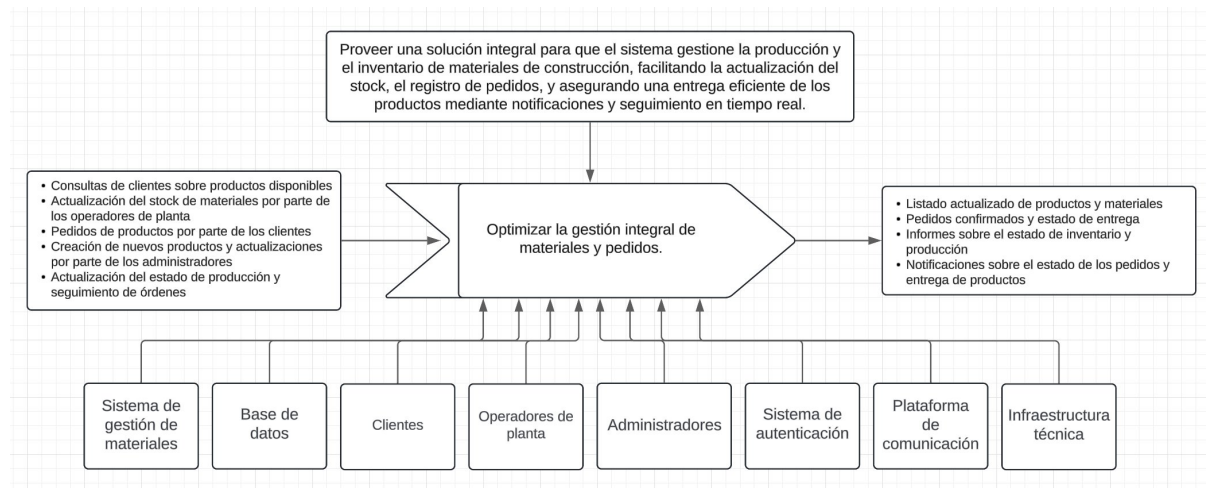 Proveer una solución integral para que el sistema gestione la producción y
el inventario de materiales de construcción, facilitando la actualización del
stock, el registro de pedidos, y asegurando una entrega eficiente de los
productos mediante notificaciones y seguimiento en tiempo real.
• Consultas de clientes sobre productos disponibles
• Actualización del stock de materiales por parte de
los operadores de planta
• Pedidos de productos por parte de los clientes
• Creación de nuevos productos y actualizaciones
por parte de los administradores
• Actualización del estado de producción y
seguimiento de órdenes
Optimizar la gestión integral de
materiales y pedidos.
• Listado actualizado de productos y materiales
• Pedidos confirmados y estado de entrega
• Informes sobre el estado de inventario y
producción
• Notificaciones sobre el estado de los pedidos y
entrega de productos
Sistema de
gestión de
materiales
Base de
datos
Clientes
Operadores de
planta
Administradores
Sistema de
autenticación
Plataforma
de
comunicación
Infraestructura
técnica